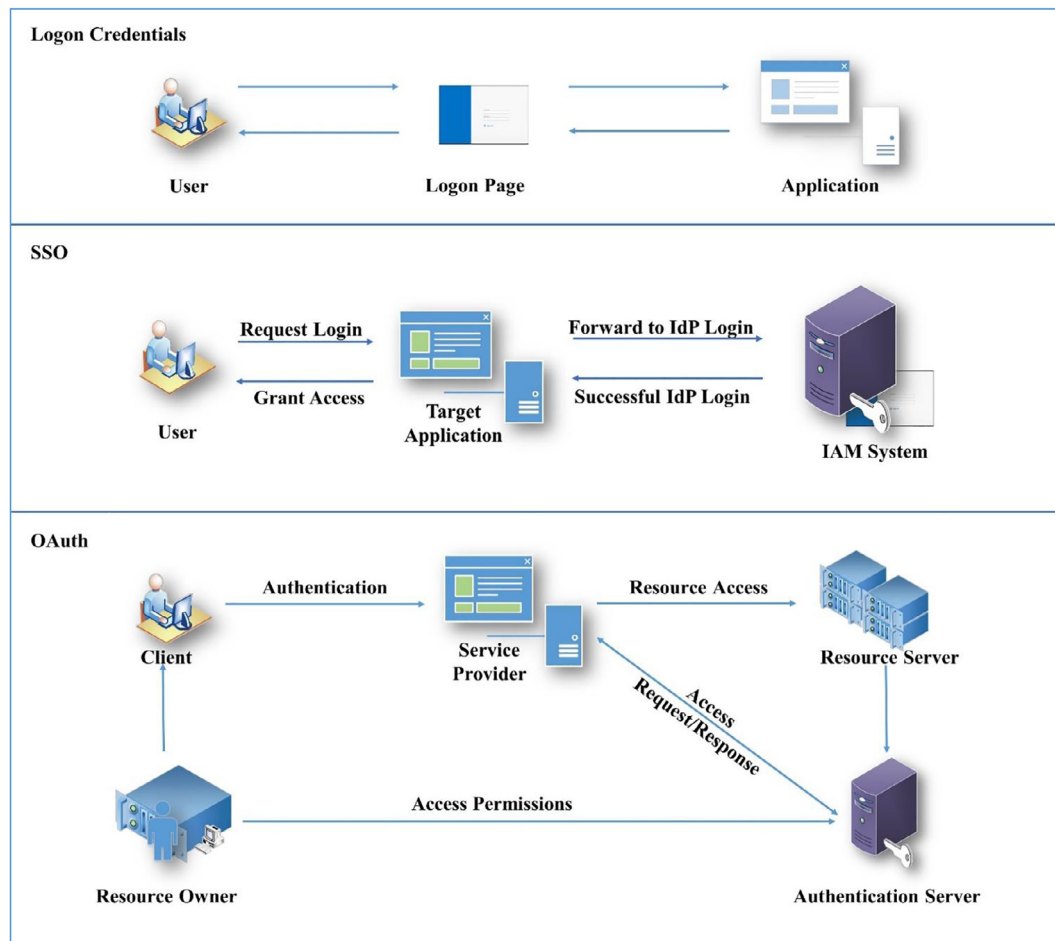 Logon Credentials
User
Logon Page
Application
SSO
Request Login
Grant Access
User
Target
Application
Forward to IdP Login
Successful IdP Login
IAM System
OAuth
Client
Authentication
Service
Provider
Resource Access
Resource Server
Access
Request/Response
Access Permissions
Resource Owner
Authentication Server